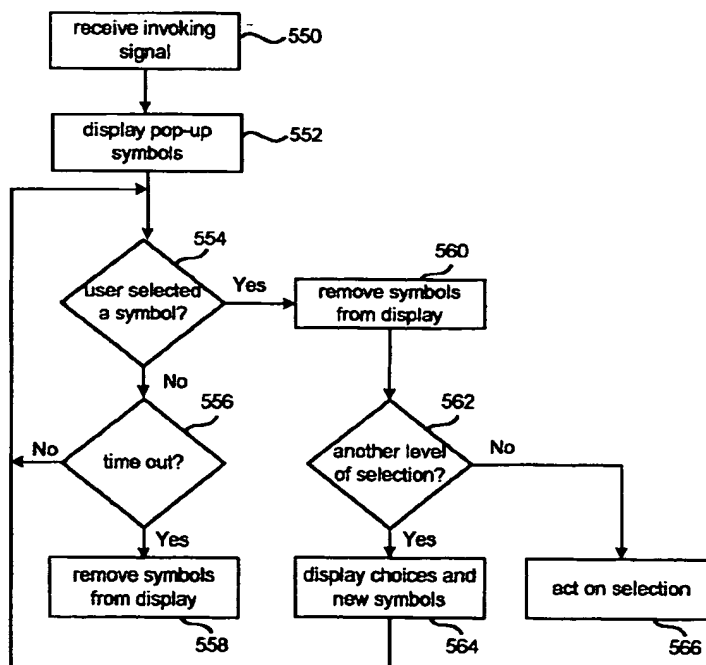 receive invoking
signal
550
display pop-up
symbols
552
554
user selected
a symbol?
Yes
560
remove symbols
from display
No
556
time out?
No
562
another level
of selection?
No
Yes
remove symbols
from display
558
Yes
display choices and
new symbols
564
act on selection
566